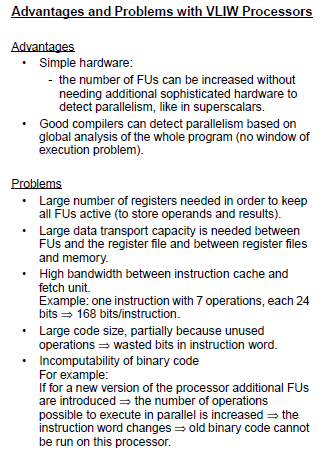 Advantages and Problems with VLIW Processors
Advantages
• Simple hardware:
- the number of FUs can be increased without
needing additional sophisticated hardware to
detect parallelism, like in superscalars.
• Good compilers can detect parallelism based on
global analysis of the whole program (no window of
execution problem).
Problems
• Large number of registers needed in order to keep
all FUs active (to store operands and results).
• Large data transport capacity is needed between
FUs and the register file and between register files
and memory.
• High bandwidth between instruction cache and
fetch unit.
Example: one instruction with 7 operations, each 24
bits ⇒ 168 bits/instruction.
• Large code size, partially because unused
operations ⇒ wasted bits in instruction word.
• Incomputability of binary code
For example:
If for a new version of the processor additional FUs
are introduced ⇒ the number of operations
possible to execute in parallel is increased ⇒ the
instruction word changes ⇒ old binary code cannot
be run on this processor.